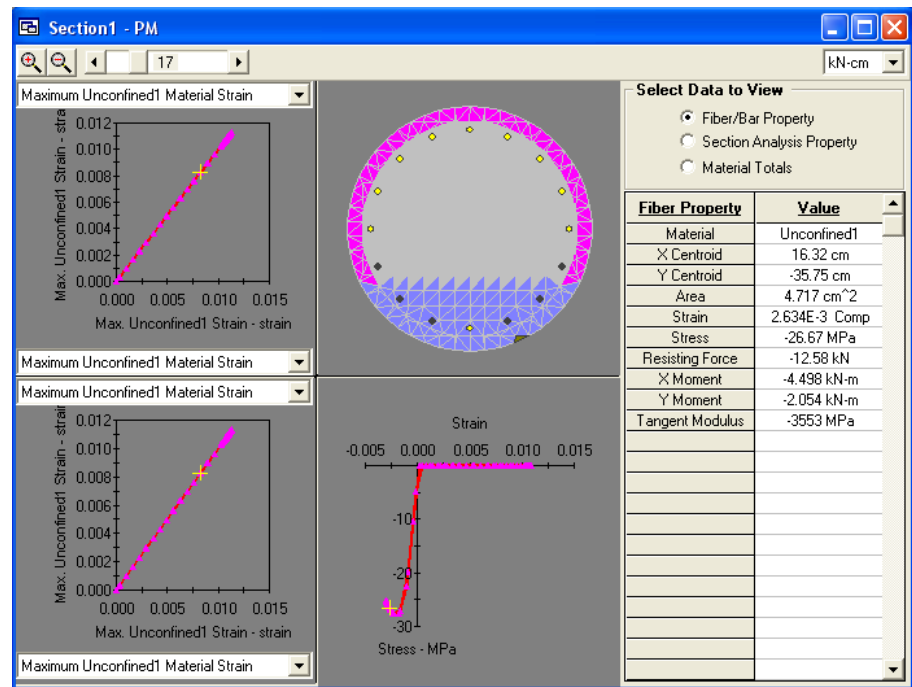 Section1 - PM
17
kN-cm
Maximum Unconfined1 Material Strain
Max. Unconfined1 Strain - stra
0.012
0.010
0.008
0.006
0.004
0.002
0.000
0.000 0.005 0.010 0.015
Max. Unconfined1 Strain - strain
Maximum Unconfined1 Material Strain
Maximum Unconfined1 Material Strain
Max. Unconfined1 Strain - strain
0.012
0.010
0.008
0.006
0.004
0.002
0.000
0.000 0.005 0.010 0.015
Max. Unconfined1 Strain - strain
Maximum Unconfined1 Material Strain
Strain
-0.005 0.000 0.005 0.010 0.015
-10
-20
-30
Stress - MPa
Select Data to View
Fiber/Bar Property
Section Analysis Property
Material Totals
Fiber Property Value
Material Unconfined1
X Centroid 16.32 cm
Y Centroid -35.75 cm
Area 4.717 cm^2
Strain 2.634E-3 Comp
Stress -26.67 MPa
Resisting Force -12.58 kN
X Moment -4.498 kN-m
Y Moment -2.054 kN-m
Tangent Modulus -3553 MPa